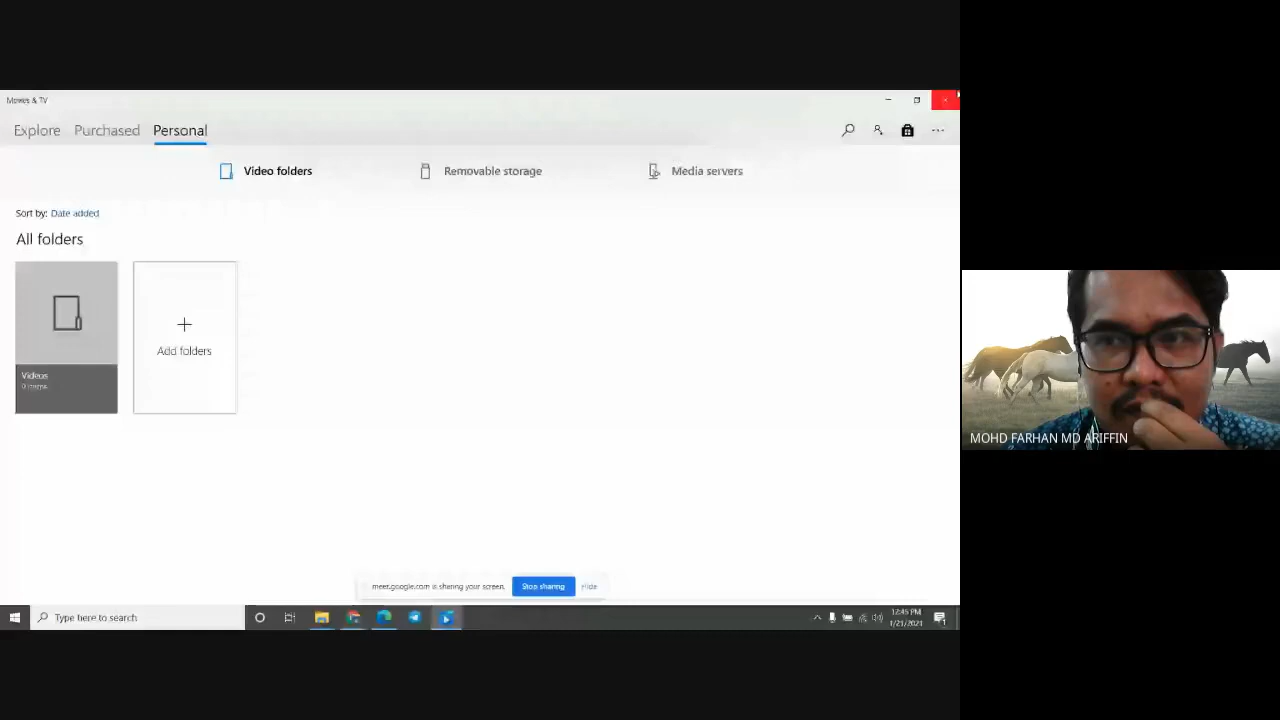 Movies & TV
Explore Purchased Personal
Video folders Removable storage Media servers
Sort by: Date added
All folders
Videos
0 items
Add folders
MOHD FARHAN MD ARIFFIN
meet.google.com is sharing your screen. Stop sharing Hide
Type here to search
12:45 PM
1/21/2021